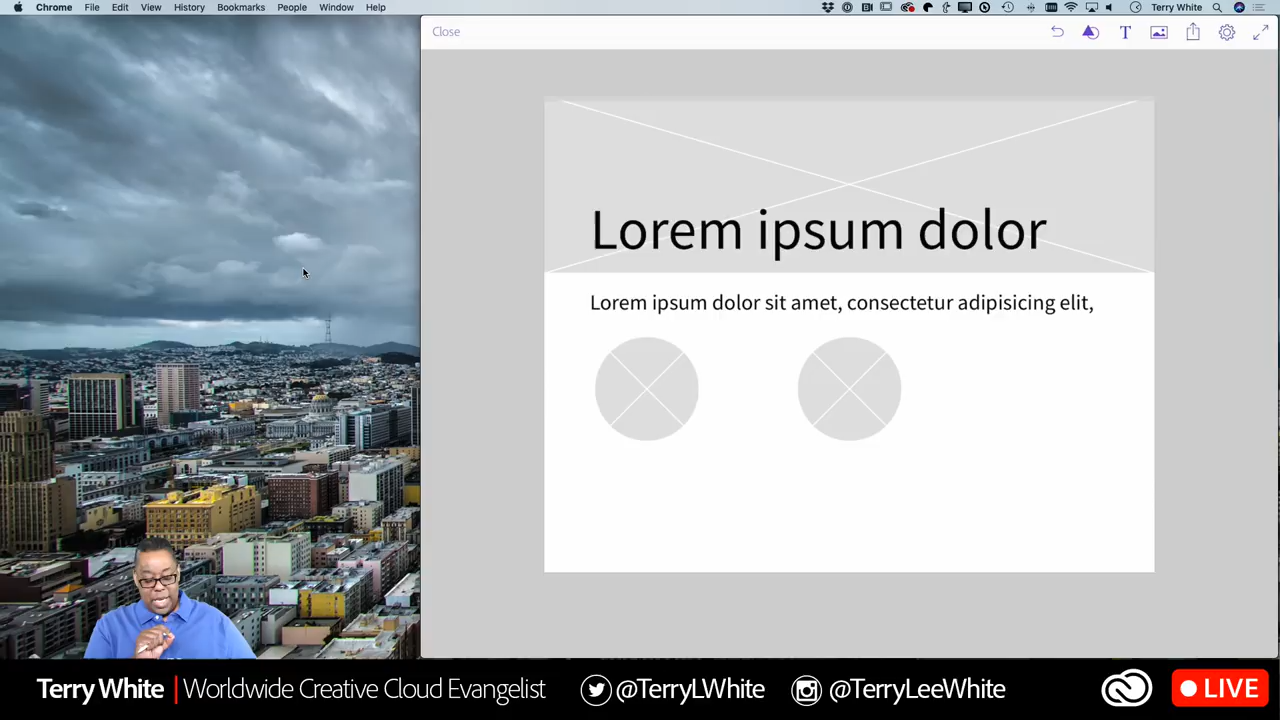 Chrome File Edit View History Bookmarks People Window Help Terry White
Close T
Lorem ipsum dolor
Lorem ipsum dolor sit amet, consectetur adipisicing elit,
Terry White | Worldwide Creative Cloud Evangelist @TerryLWhite @TerryLeeWhite LIVE